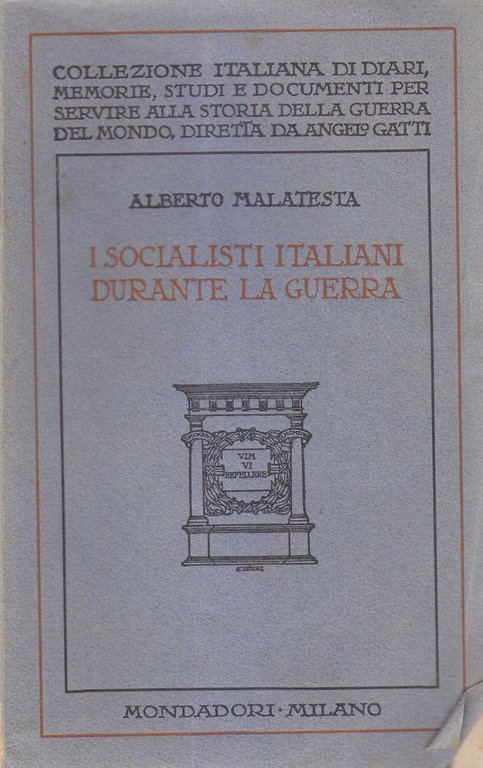 COLLEZIONE ITALIANA DI DIARI,
MEMORIE, STUDI E DOCUMENTI PER
SERVIRE ALLA STORIA DELLA GUERRA
DEL MONDO, DIRETTA DA ANGELO GATTI
ALBERTO MALATESTA
I SOCIALISTI ITALIANI
DURANTE LA GUERRA
VIM
VI
REPELLERE
MONDADORI · MILANO